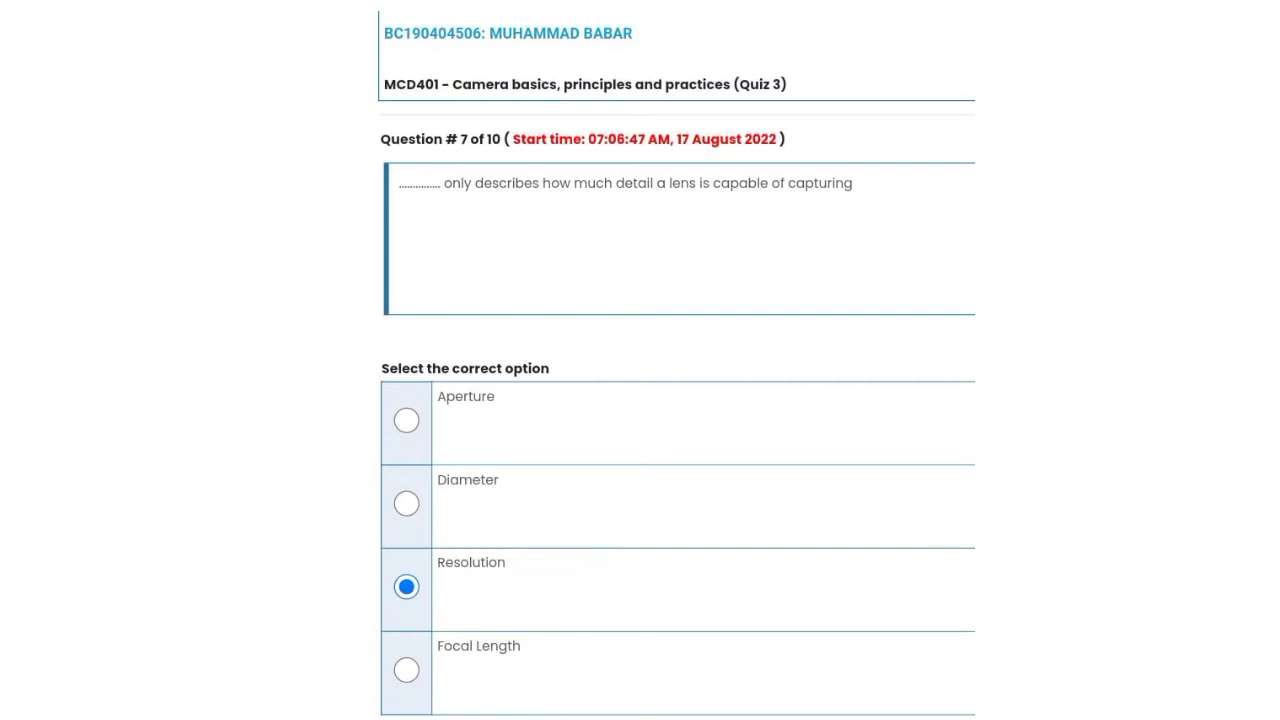 BC190404506: MUHAMMAD BABAR
MCD401 - Camera basics, principles and practices (Quiz 3)
Question # 7 of 10 ( Start time: 07:06:47 AM, 17 August 2022 )
............... only describes how much detail a lens is capable of capturing
Select the correct option
Aperture
Diameter
Resolution
Focal Length